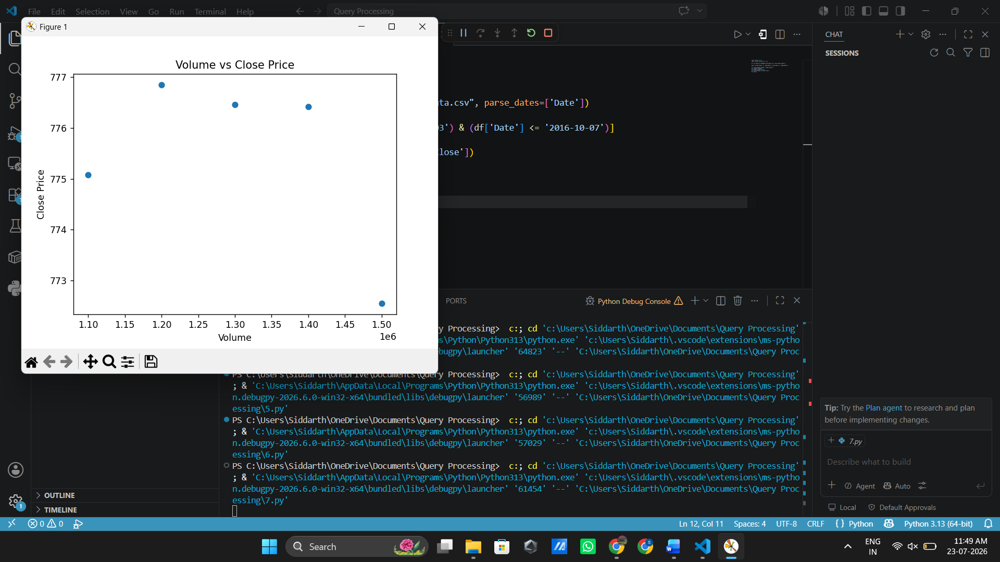 File Edit Selection View Go Run Terminal Help
Query Processing
Figure 1
CHAT
SESSIONS
Volume vs Close Price
777
776
775
774
773
Close Price
1.10 1.15 1.20 1.25 1.30 1.35 1.40 1.45 1.50
1e6
Volume
ta.csv", parse_dates=['Date'])
3') & (df['Date'] <= '2016-10-07')]
lose'])
PORTS
Python Debug Console
y Processing>  c:; cd 'c:\Users\Siddarth\OneDrive\Documents\Query Processing'
s\Python\Python313\python.exe' 'c:\Users\Siddarth\.vscode\extensions\ms-pytho
bugpy\launcher' '64823' '--' 'C:\Users\Siddarth\OneDrive\Documents\Query Proc
PS C:\Users\Siddarth\OneDrive\Documents\Query Processing>  c:; cd 'c:\Users\Siddarth\OneDrive\Documents\Query Processing'
; & 'C:\Users\Siddarth\AppData\Local\Programs\Python\Python313\python.exe' 'c:\Users\Siddarth\.vscode\extensions\ms-pytho
n.debugpy-2026.6.0-win32-x64\bundled\libs\debugpy\launcher' '56989' '--' 'C:\Users\Siddarth\OneDrive\Documents\Query Proc
essing\5.py'
PS C:\Users\Siddarth\OneDrive\Documents\Query Processing>  c:; cd 'c:\Users\Siddarth\OneDrive\Documents\Query Processing'
; & 'C:\Users\Siddarth\AppData\Local\Programs\Python\Python313\python.exe' 'c:\Users\Siddarth\.vscode\extensions\ms-pytho
n.debugpy-2026.6.0-win32-x64\bundled\libs\debugpy\launcher' '57029' '--' 'C:\Users\Siddarth\OneDrive\Documents\Query Proc
essing\6.py'
PS C:\Users\Siddarth\OneDrive\Documents\Query Processing>  c:; cd 'c:\Users\Siddarth\OneDrive\Documents\Query Processing'
; & 'C:\Users\Siddarth\AppData\Local\Programs\Python\Python313\python.exe' 'c:\Users\Siddarth\.vscode\extensions\ms-pytho
n.debugpy-2026.6.0-win32-x64\bundled\libs\debugpy\launcher' '61454' '--' 'C:\Users\Siddarth\OneDrive\Documents\Query Proc
essing\7.py'
Tip: Try the Plan agent to research and plan
before implementing changes.
7.py
Describe what to build
Agent Auto
Local Default Approvals
OUTLINE
TIMELINE
1
0 0
Ln 12, Col 11 Spaces: 4 UTF-8 CRLF {} Python Python 3.13 (64-bit)
Search
ENG
IN
11:49 AM
23-07-2026